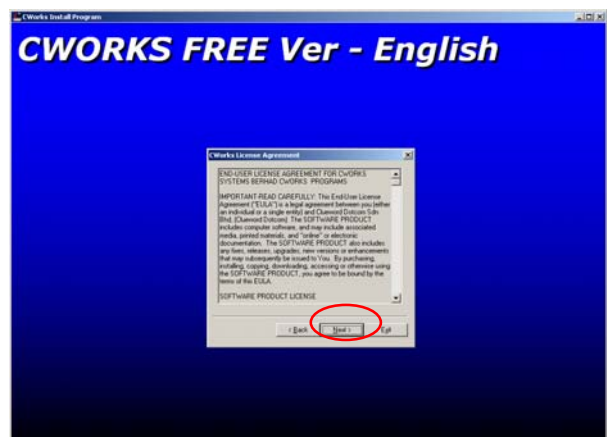 CWorks Install Program
CWORKS FREE Ver - English
CWorks License Agreement
END-USER LICENSE AGREEMENT FOR CWORKS
SYSTEMS BERHAD CWORKS PROGRAMS
IMPORTANT-READ CAREFULLY: This End-User License
Agreement ("EULA") is a legal agreement between you (either
an individual or a single entity) and Clueword Dotcom Sdn
Bhd. (Clueword Dotcom). The SOFTWARE PRODUCT
includes computer software, and may include associated
media, printed materials, and "online" or electronic
documentation. The SOFTWARE PRODUCT also includes
any fixes, releases, upgrades, new versions or enhancements
that may subsequently be issued to You. By purchasing,
installing, copying, downloading, accessing or otherwise using
the SOFTWARE PRODUCT, you agree to be bound by the
terms of this EULA.
SOFTWARE PRODUCT LICENSE
< Back
Next >
Exit